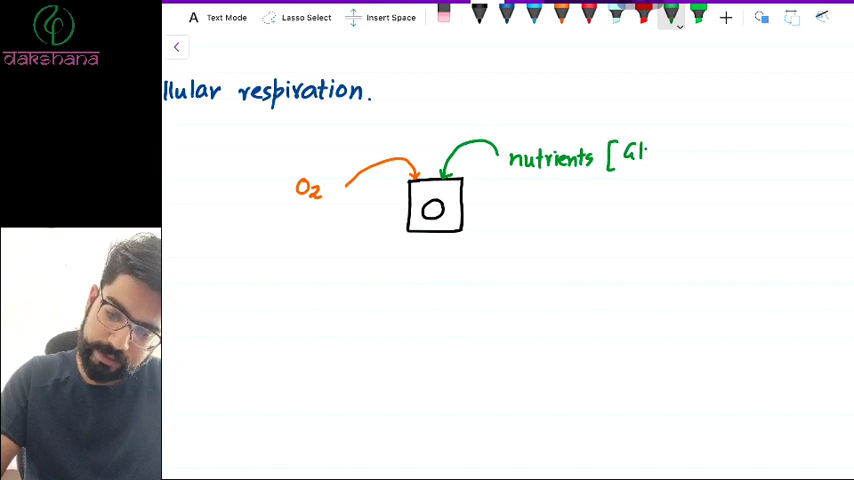 dakshana
A Text Mode Lasso Select Insert Space
llular respiration.
nutrients [Gl
O2